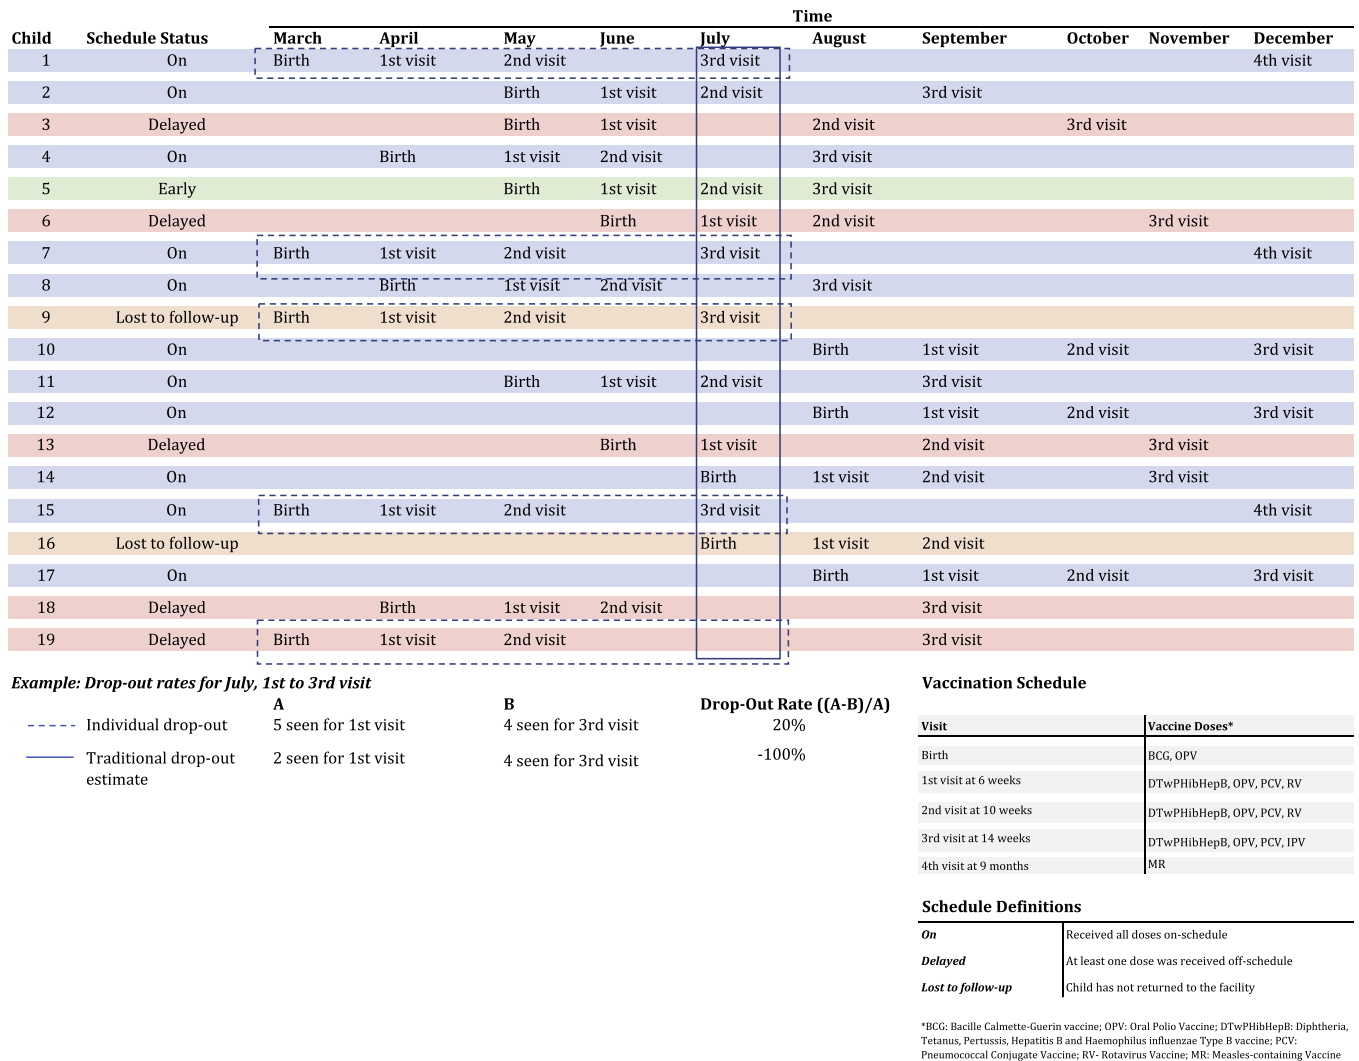 Time
Child Schedule Status March April May June July August September October November December
1 On Birth 1st visit 2nd visit 3rd visit 4th visit
2 On Birth 1st visit 2nd visit 3rd visit
3 Delayed Birth 1st visit 2nd visit 3rd visit
4 On Birth 1st visit 2nd visit 3rd visit
5 Early Birth 1st visit 2nd visit 3rd visit
6 Delayed Birth 1st visit 2nd visit 3rd visit
7 On Birth 1st visit 2nd visit 3rd visit 4th visit
8 On Birth 1st visit 2nd visit 3rd visit
9 Lost to follow-up Birth 1st visit 2nd visit 3rd visit
10 On Birth 1st visit 2nd visit 3rd visit
11 On Birth 1st visit 2nd visit 3rd visit
12 On Birth 1st visit 2nd visit 3rd visit
13 Delayed Birth 1st visit 2nd visit 3rd visit
14 On Birth 1st visit 2nd visit 3rd visit
15 On Birth 1st visit 2nd visit 3rd visit 4th visit
16 Lost to follow-up Birth 1st visit 2nd visit
17 On Birth 1st visit 2nd visit 3rd visit
18 Delayed Birth 1st visit 2nd visit 3rd visit
19 Delayed Birth 1st visit 2nd visit 3rd visit
Example: Drop-out rates for July, 1st to 3rd visit
A B Drop-Out Rate ((A-B)/A)
Individual drop-out 5 seen for 1st visit 4 seen for 3rd visit 20%
Traditional drop-out 2 seen for 1st visit 4 seen for 3rd visit -100%
estimate
Vaccination Schedule
Visit Vaccine Doses*
Birth BCG, OPV
1st visit at 6 weeks DTwPHibHepB, OPV, PCV, RV
2nd visit at 10 weeks DTwPHibHepB, OPV, PCV, RV
3rd visit at 14 weeks DTwPHibHepB, OPV, PCV, IPV
4th visit at 9 months MR
Schedule Definitions
On Received all doses on-schedule
Delayed At least one dose was received off-schedule
Lost to follow-up Child has not returned to the facility
*BCG: Bacille Calmette-Guerin vaccine; OPV: Oral Polio Vaccine; DTwPHibHepB: Diphtheria,
Tetanus, Pertussis, Hepatitis B and Haemophilus influenzae Type B vaccine; PCV:
Pneumococcal Conjugate Vaccine; RV- Rotavirus Vaccine; MR: Measles-containing Vaccine